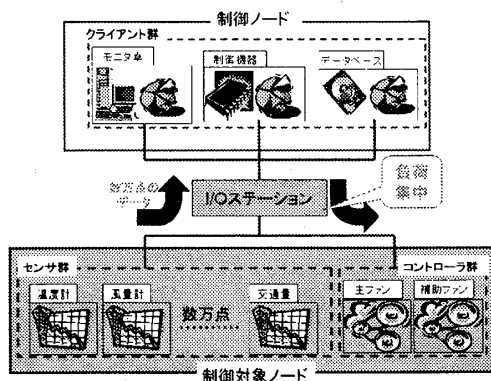 制御ノード
クライアント群
モニタ卓
制御機器
データベース
数万点の
データ
I/Oステーション
負荷
集中
センサ群
コントローラ群
温度計
風量計
数万点
交通量
主ファン
補助ファン
制御対象ノード